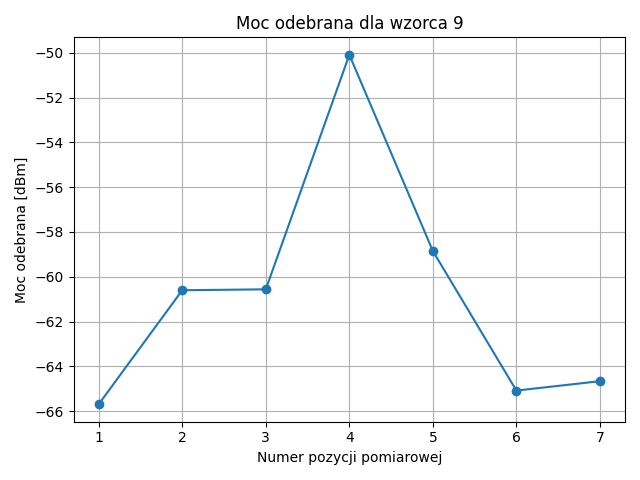 Moc odebrana dla wzorca 9
Moc odebrana [dBm]
−50
−52
−54
−56
−58
−60
−62
−64
−66
1 2 3 4 5 6 7
Numer pozycji pomiarowej